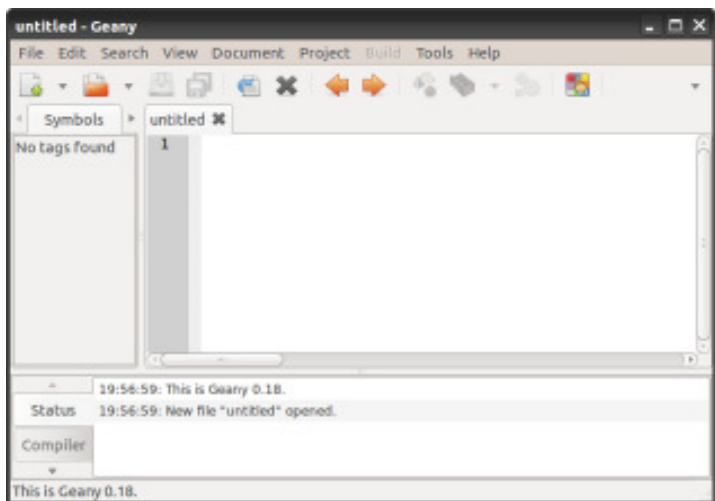 untitled - Geany
File Edit Search View Document Project Build Tools Help
Symbols
untitled
No tags found
1
19:56:59: This is Geany 0.18.
Status
19:56:59: New file "untitled" opened.
Compiler
This is Geany 0.18.